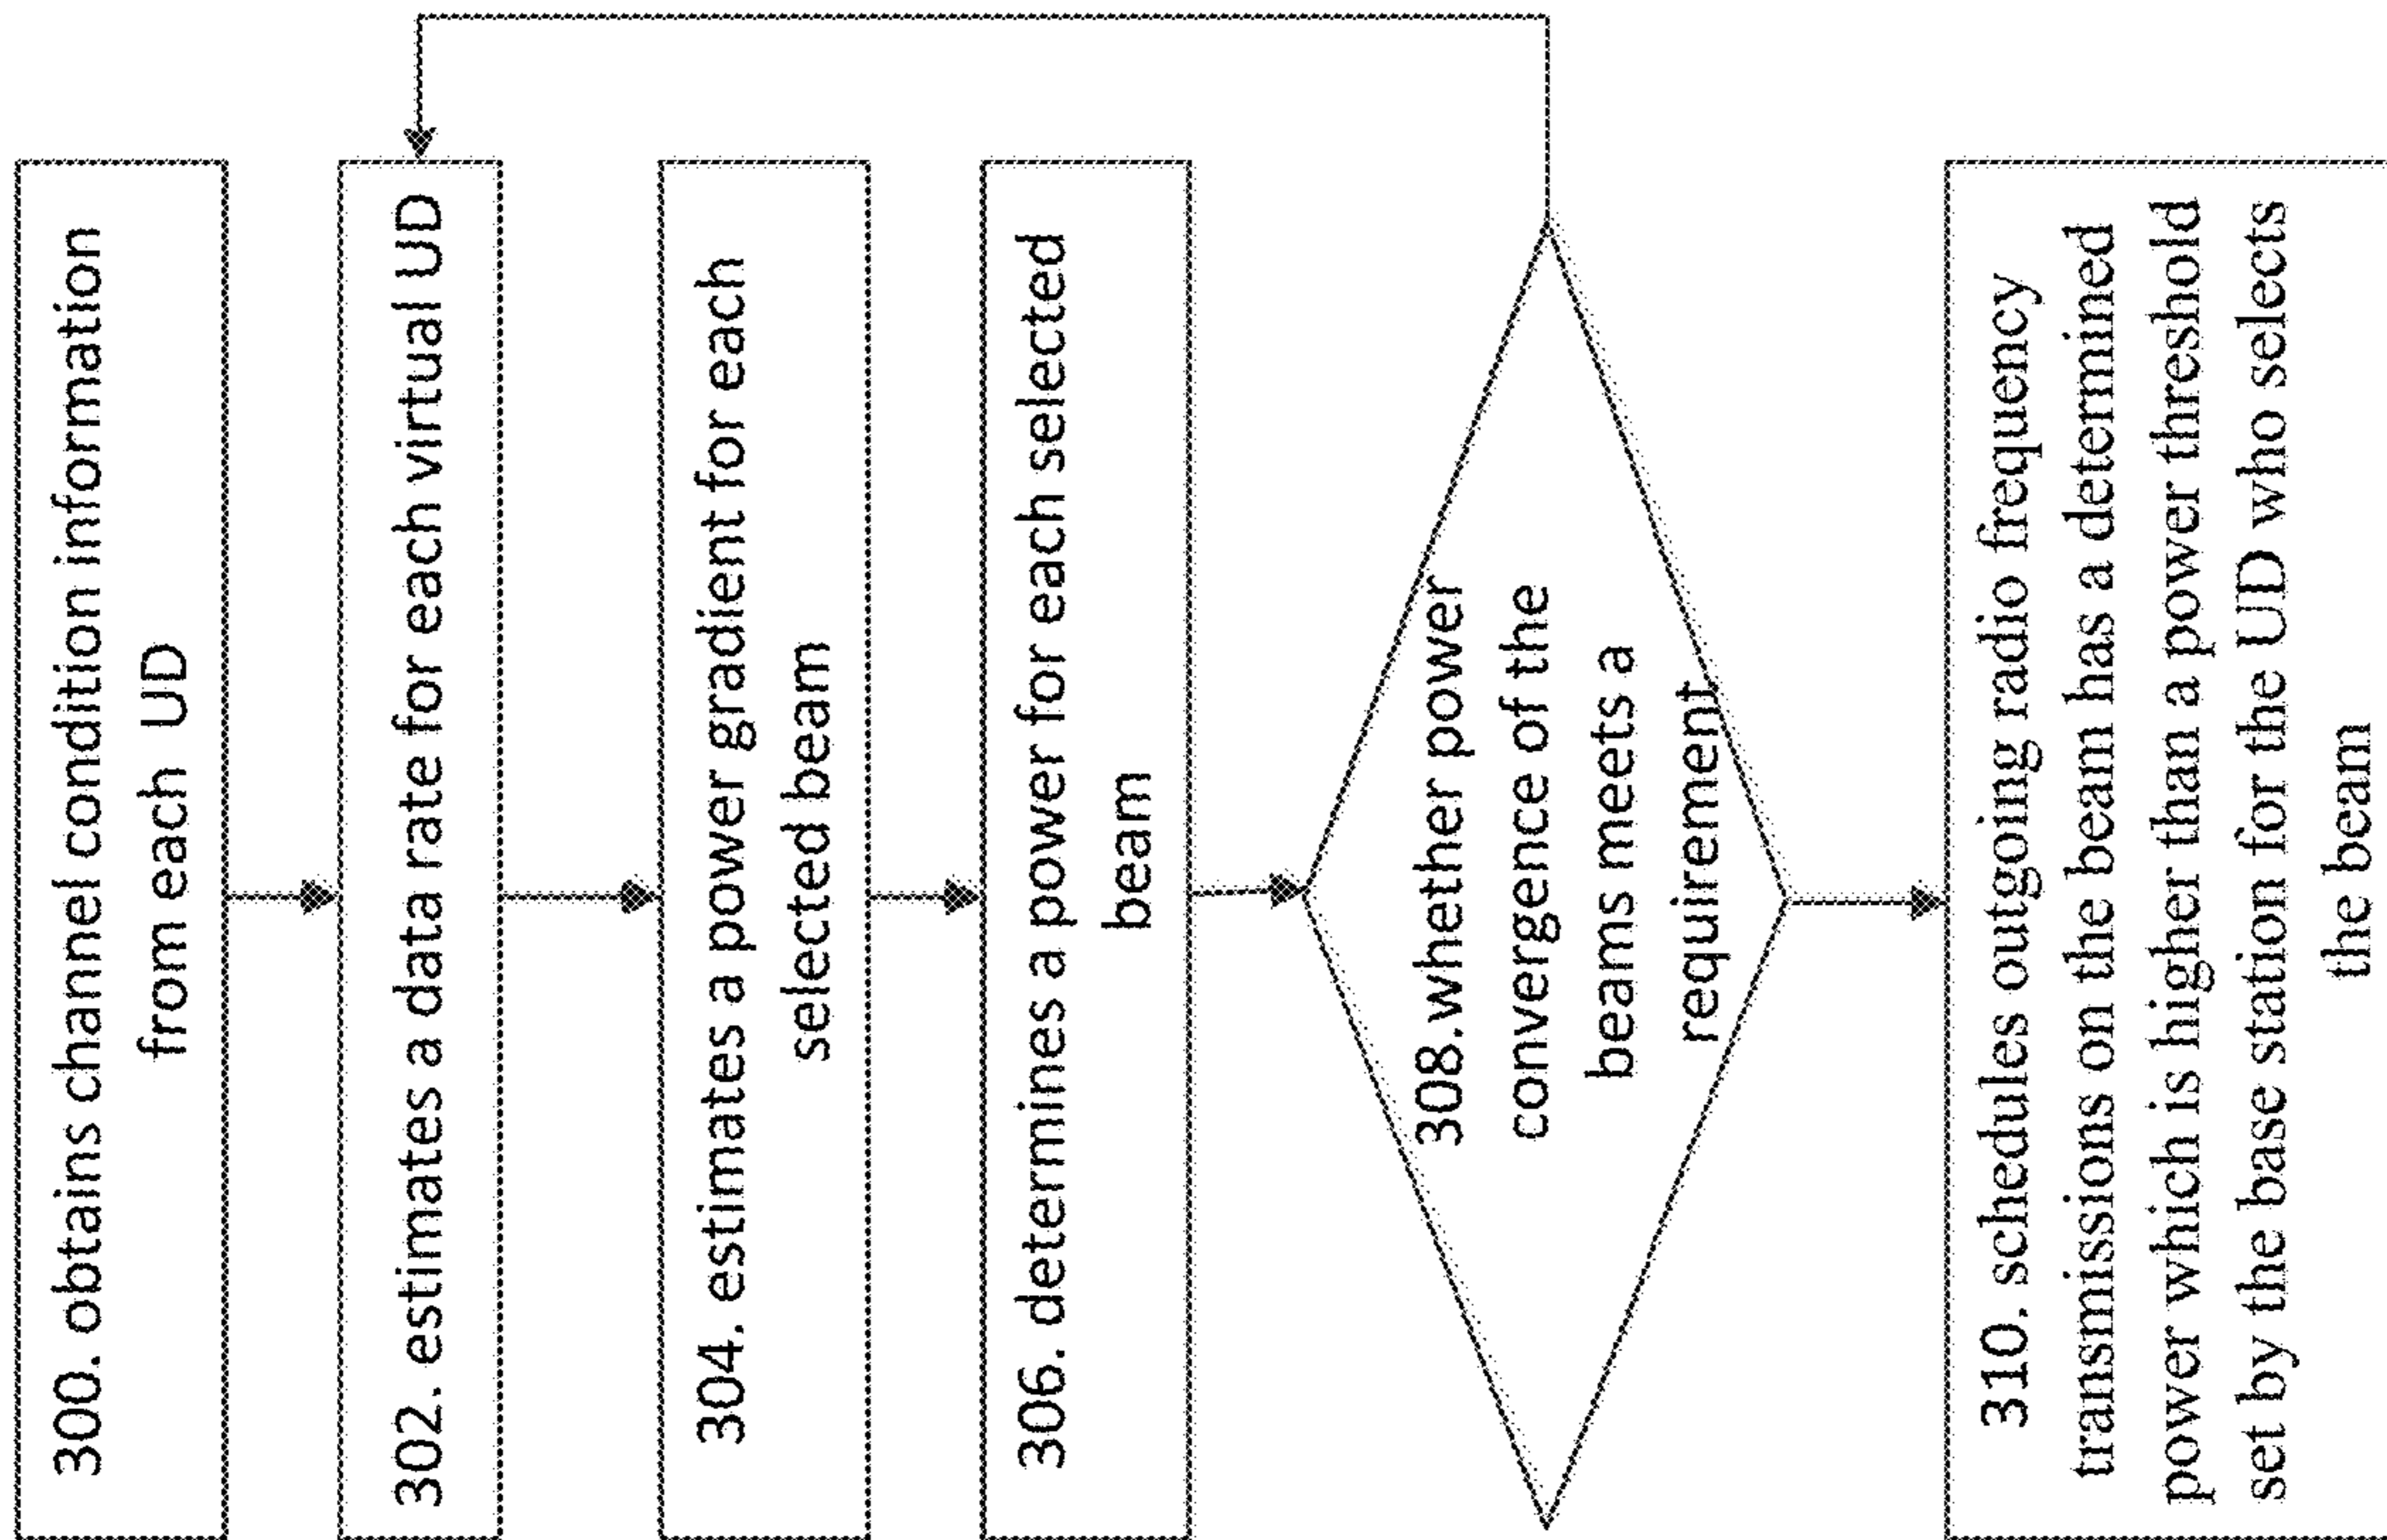 300. obtains channel condition information
from each UD
302. estimates a data rate for each virtual UD
304. estimates a power gradient for each
selected beam
306. determines a power for each selected
beam
308.whether power
convergence of the
beams meets a
requirement
310. schedules outgoing radio frequency
transmissions on the beam has a determined
power which is higher than a power threshold
set by the base station for the UD who selects
the beam